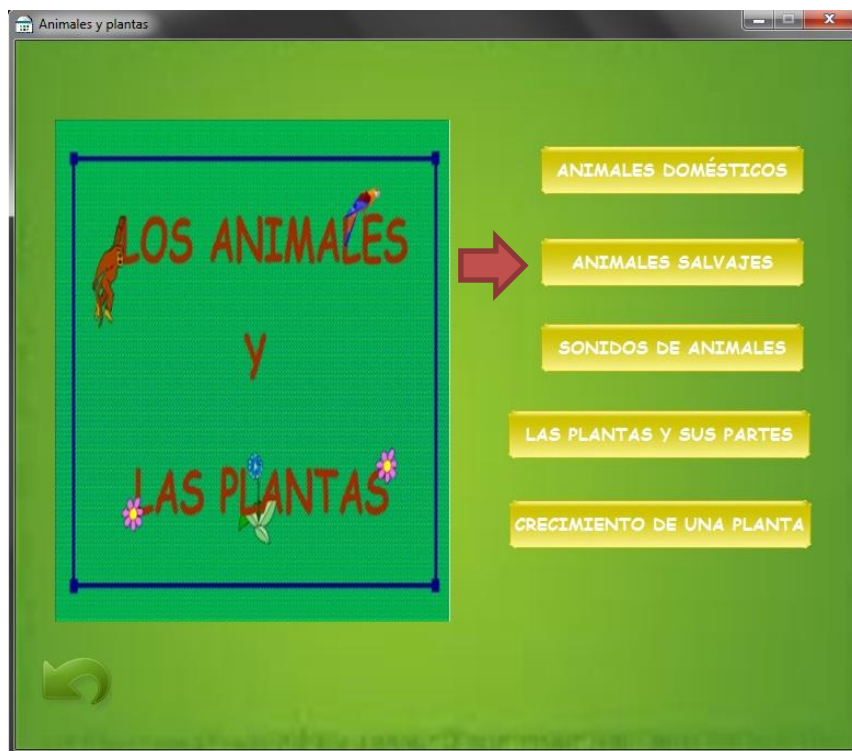 Animales y plantas
LOS ANIMALES
Y
LAS PLANTAS
ANIMALES DOMÉSTICOS
ANIMALES SALVAJES
SONIDOS DE ANIMALES
LAS PLANTAS Y SUS PARTES
CRECIMIENTO DE UNA PLANTA